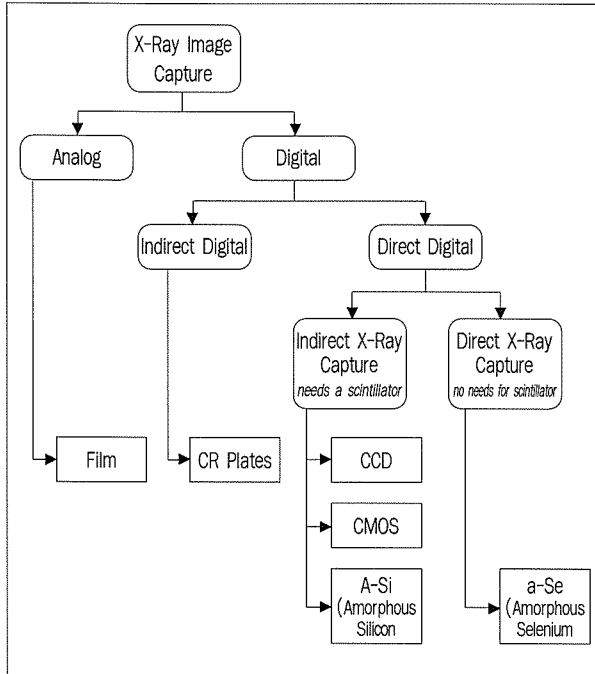 X-Ray Image
Capture
Analog
Digital
Indirect Digital
Direct Digital
Indirect X-Ray
Capture
needs a scintillator
Direct X-Ray
Capture
no needs for scintillator
Film
CR Plates
CCD
CMOS
A-Si
(Amorphous
Silicon
a-Se
(Amorphous
Selenium